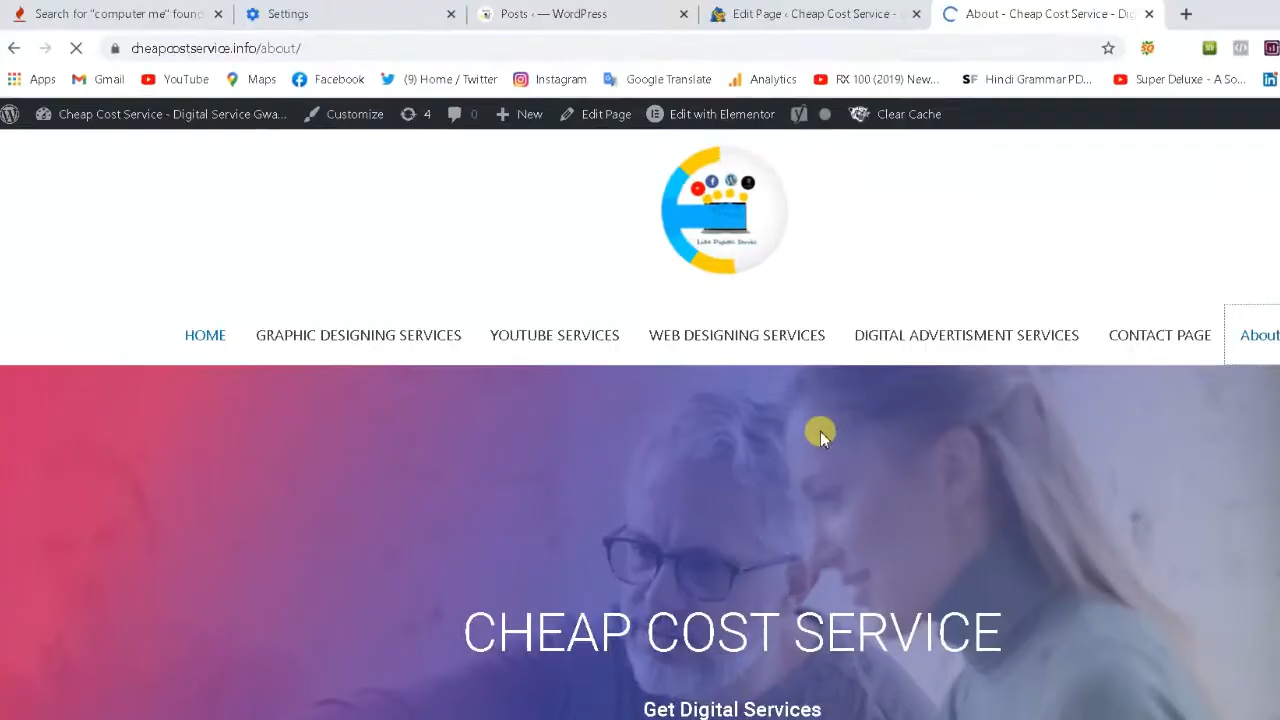 Search for "computer me" found
Settings
Posts ‹ — WordPress
Edit Page ‹ Cheap Cost Service -
About - Cheap Cost Service - Dig
cheapcostservice.info/about/
Apps
Gmail
YouTube
Maps
Facebook
(9) Home / Twitter
Instagram
Google Translate
Analytics
RX 100 (2019) New...
SF Hindi Grammar PD...
Super Deluxe - A So...
Cheap Cost Service - Digital Service Gwa...
Customize
4
0
New
Edit Page
Edit with Elementor
Clear Cache
HOME
GRAPHIC DESIGNING SERVICES
YOUTUBE SERVICES
WEB DESIGNING SERVICES
DIGITAL ADVERTISMENT SERVICES
CONTACT PAGE
About
CHEAP COST SERVICE
Get Digital Services